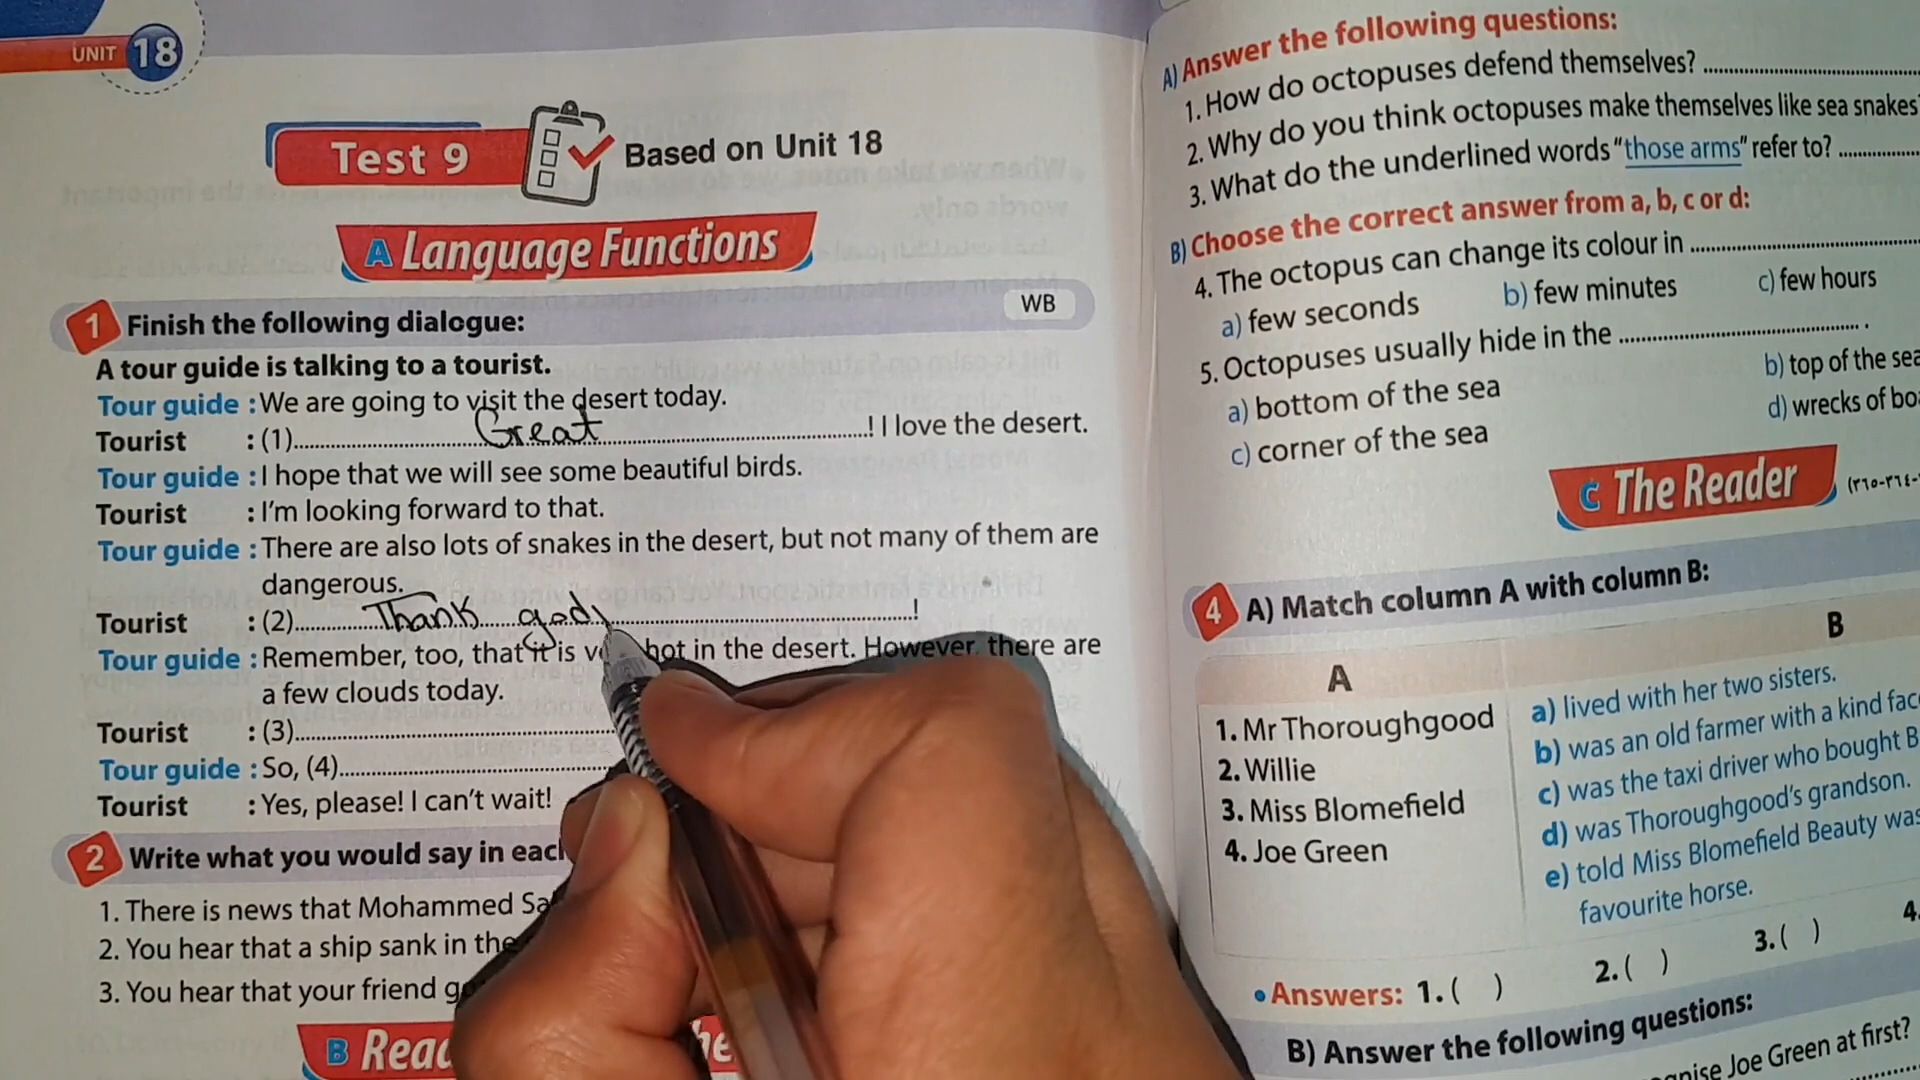 UNIT 18
Test 9 Based on Unit 18
A Language Functions
1 Finish the following dialogue: WB
A tour guide is talking to a tourist.
Tour guide : We are going to visit the desert today.
Tourist : (1) Great ! I love the desert.
Tour guide : I hope that we will see some beautiful birds.
Tourist : I'm looking forward to that.
Tour guide : There are also lots of snakes in the desert, but not many of them are
dangerous.
Tourist : (2) Thank god !
Tour guide : Remember, too, that it is hot in the desert. However, there are
a few clouds today.
Tourist : (3)
Tour guide : So, (4)
Tourist : Yes, please! I can't wait!
2 Write what you would say in
1. There is news that Mohammed
2. You hear that a ship sank in the
3. You hear that your friend
B
A) Answer the following questions:
1. How do octopuses defend themselves?
2. Why do you think octopuses make themselves like sea snakes
3. What do the underlined words "those arms" refer to?
B) Choose the correct answer from a, b, c or d:
4. The octopus can change its colour in
a) few seconds b) few minutes c) few hours
5. Octopuses usually hide in the .
a) bottom of the sea b) top of the sea
c) corner of the sea d) wrecks of
C The Reader
4 A) Match column A with column B:
A B
1. Mr Thoroughgood a) lived with her two sisters.
2. Willie b) was an old farmer with a kind
3. Miss Blomefield c) was the taxi driver who bought
4. Joe Green d) was Thoroughgood's grandson.
e) told Miss Blomefield Beauty was
favourite horse.
• Answers: 1. ( ) 2. ( ) 3. ( ) 4.
B) Answer the following questions:
Joe Green at first?